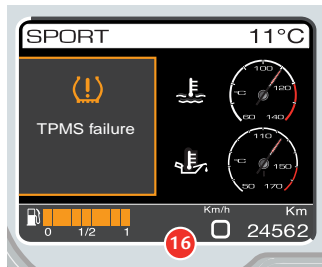 SPORT 11°C
TPMS failure
100
°C 120
60 140
110
°C 150
50 170
0 1/2 1
Km/h Km
0 24562
16